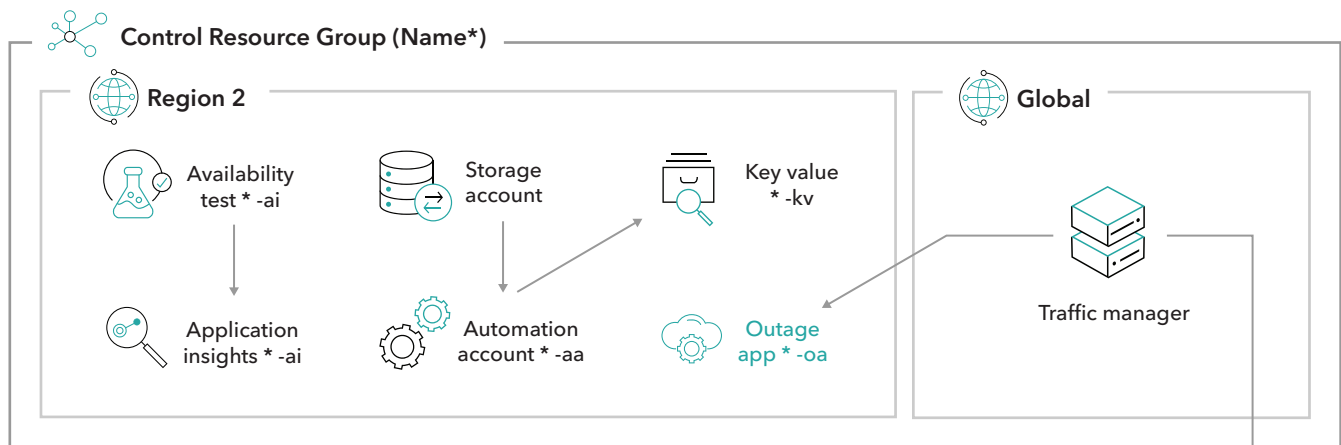 Control Resource Group (Name*)
Region 2
Global
Availability
test * -ai
Storage
account
Key value
* -kv
Application
insights * -ai
Automation
account * -aa
Outage
app * -oa
Traffic manager